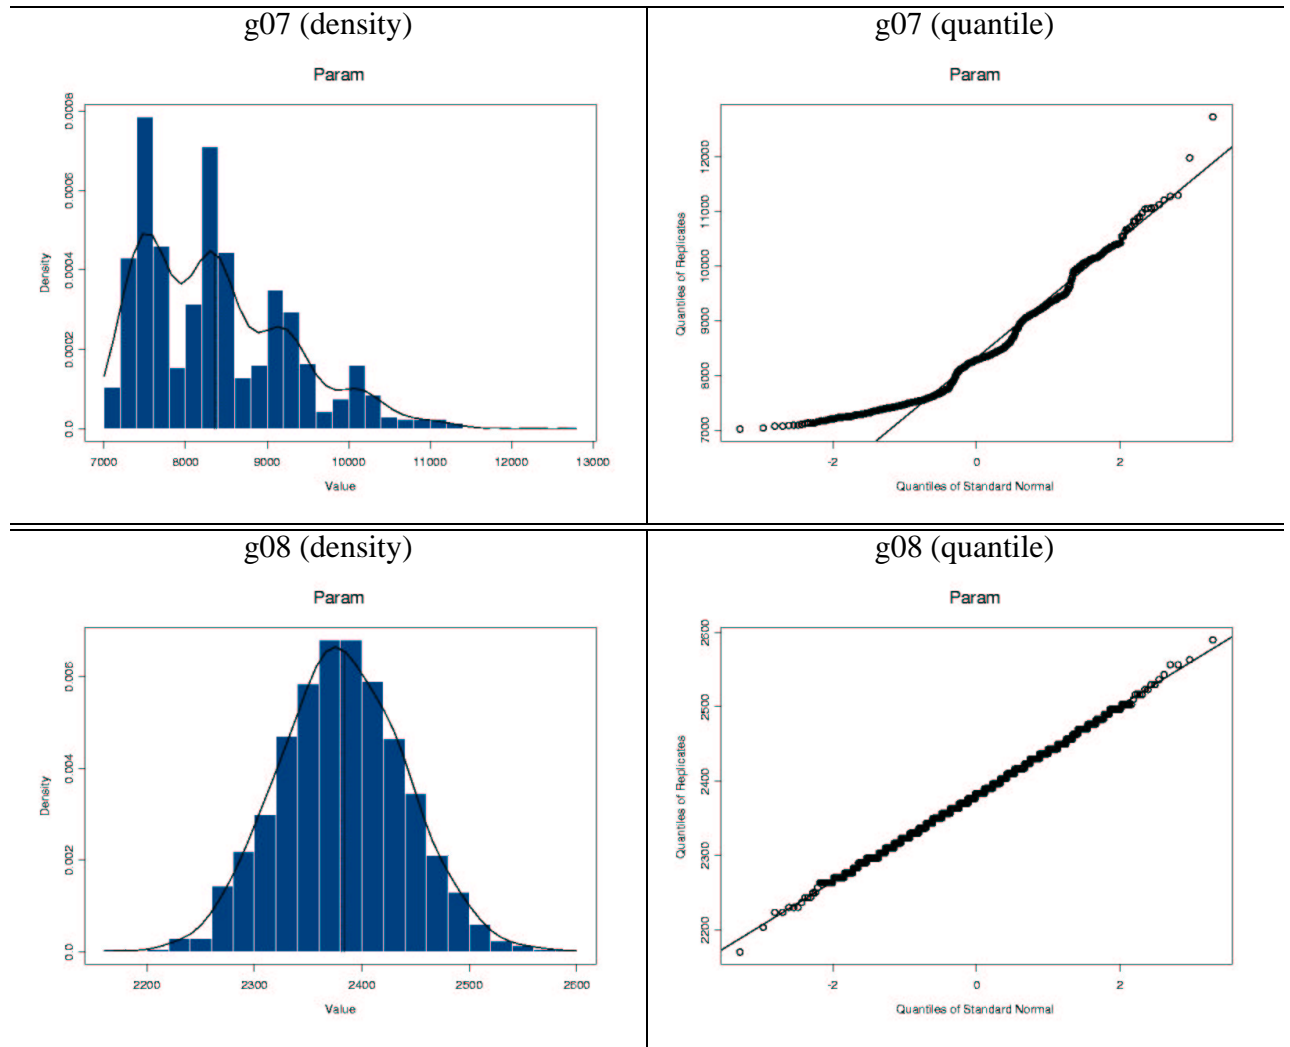 g07 (density)
g07 (quantile)
Param
0.0008
0.0006
0.0004
0.0002
0.0
Density
7000 8000 9000 10000 11000 12000 13000
Value
Param
12000
11000
10000
9000
8000
7000
Quantiles of Replicates
-2 0 2
Quantiles of Standard Normal
g08 (density)
g08 (quantile)
Param
0.006
0.004
0.002
0.0
Density
2200 2300 2400 2500 2600
Value
Param
2600
2500
2400
2300
2200
Quantiles of Replicates
-2 0 2
Quantiles of Standard Normal